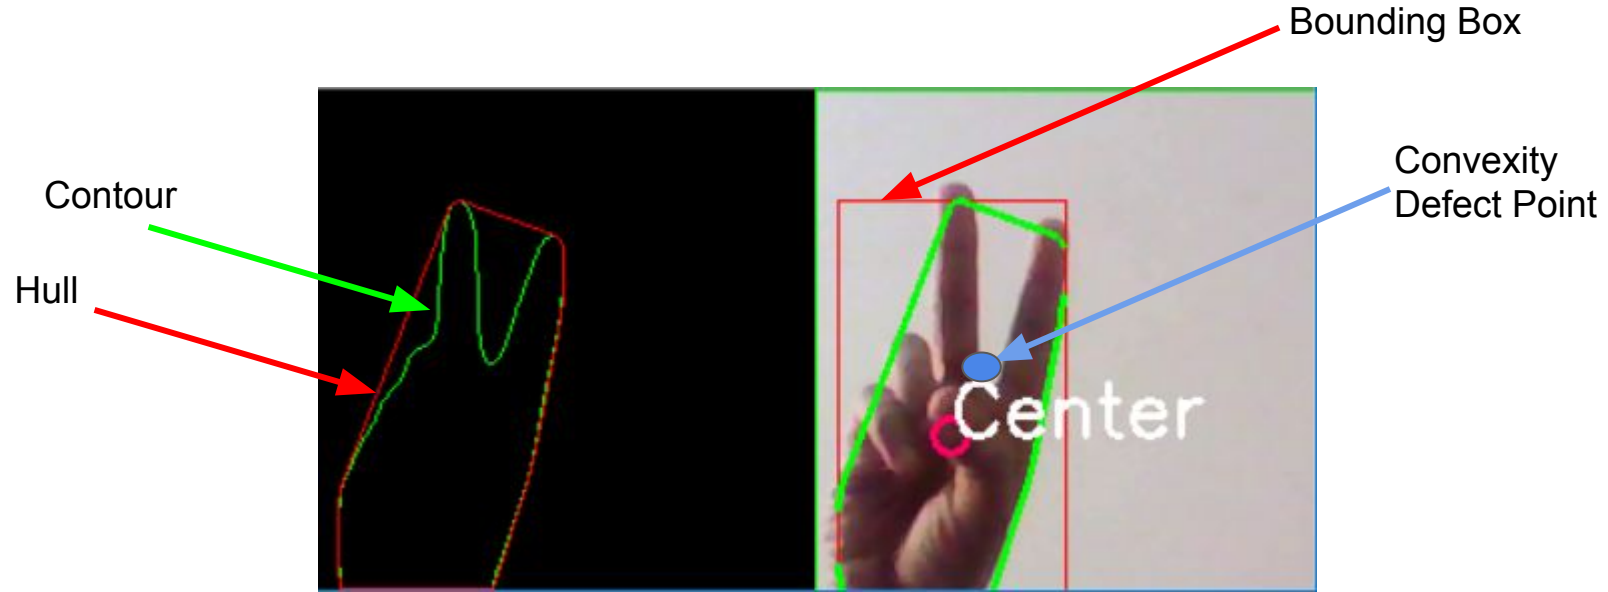 Bounding Box
Convexity
Defect Point
Contour
Hull
Center